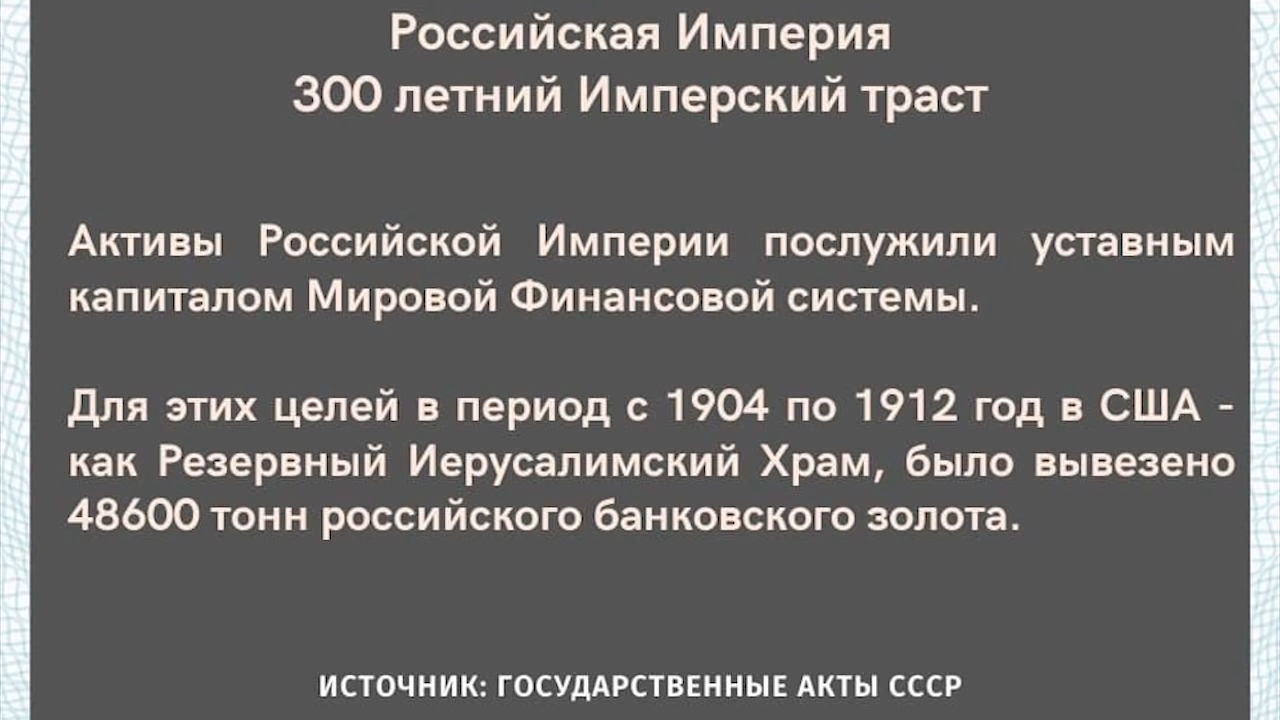 Российская Империя
300 летний Имперский траст
Активы Российской Империи послужили уставным
капиталом Мировой Финансовой системы.
Для этих целей в период с 1904 по 1912 год в США -
как Резервный Иерусалимский Храм, было вывезено
48600 тонн российского банковского золота.
ИСТОЧНИК: ГОСУДАРСТВЕННЫЕ АКТЫ СССР